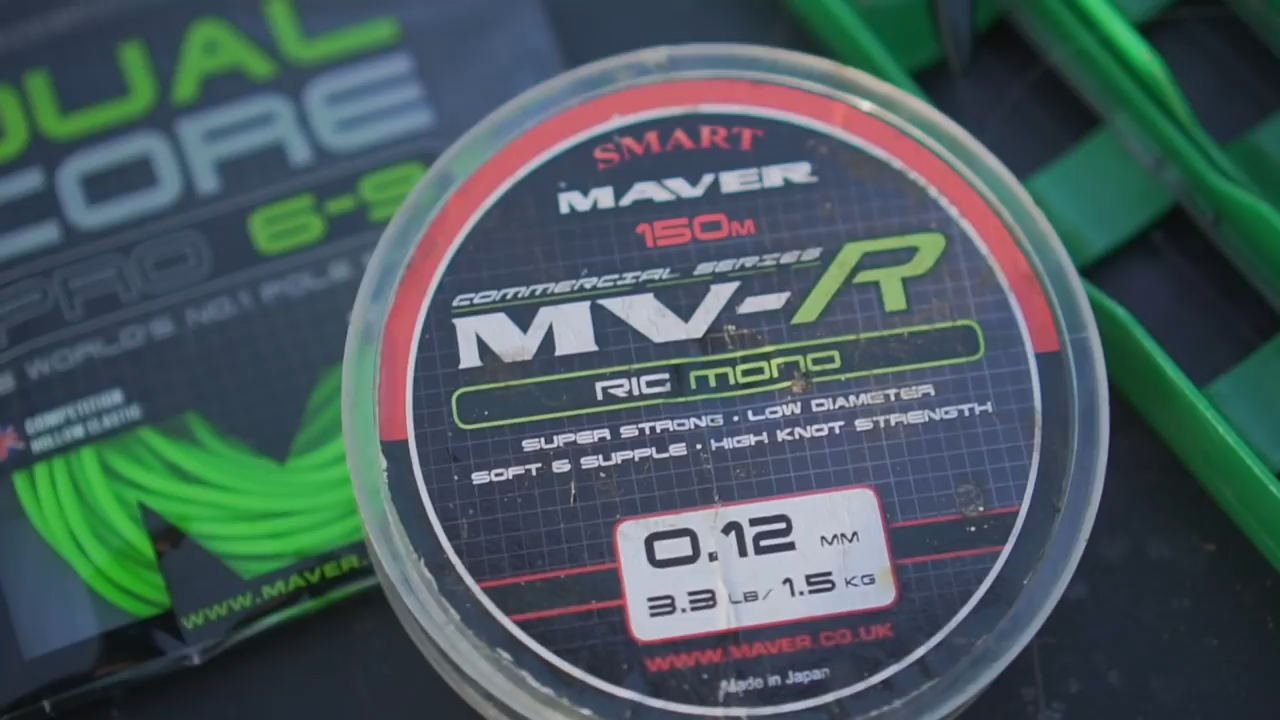 DUAL
CORE
PRO 6-9
WORLD'S NO.1 POLE
COMPETITION
HOLLOW ELASTIC
WWW.MAVER.
SMART
MAVER
150M
COMMERCIAL SERIES
MV-R
RIG MONO
SUPER STRONG · LOW DIAMETER
SOFT & SUPPLE · HIGH KNOT STRENGTH
0.12 MM
3.3 LB/ 1.5 KG
WWW.MAVER.CO.UK
Made in Japan